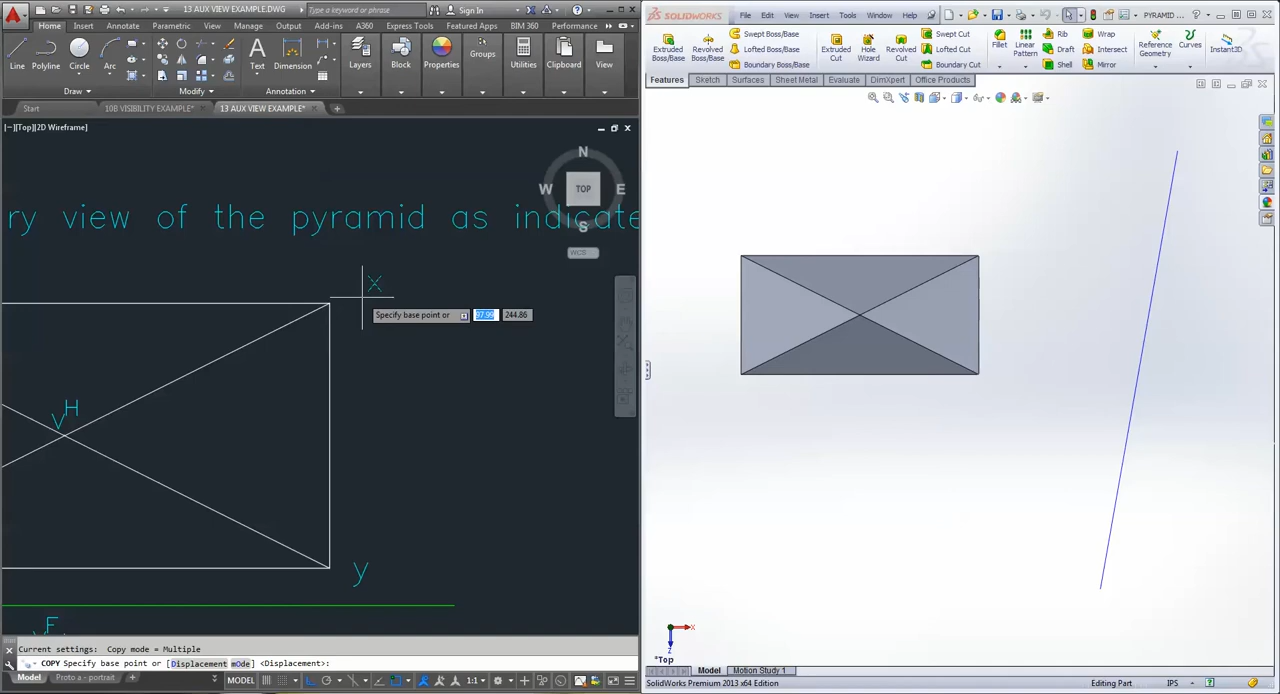 13 AUX VIEW EXAMPLE.DWG
Type a keyword or phrase
Sign In
Home Insert Annotate Parametric View Manage Output Add-ins A360 Express Tools Featured Apps BIM 360 Performance
Line Polyline Circle Arc
Text Dimension
Layers Block Properties Groups Utilities Clipboard View
Draw Modify Annotation
Start 10B VISIBILITY EXAMPLE* 13 AUX VIEW EXAMPLE*
[−][Top][2D Wireframe]
N
W TOP E
S
WCS
ry view of the pyramid as indicate
X
Specify base point or 97.99 244.86
V H
y
V F
Current settings: Copy mode = Multiple
COPY Specify base point or [Displacement mOde] <Displacement>:
Model Proto a - portrait
MODEL 1:1
SOLIDWORKS
File Edit View Insert Tools Window Help
PYRAMID ...
Extruded Boss/Base
Revolved Boss/Base
Swept Boss/Base
Lofted Boss/Base
Boundary Boss/Base
Extruded Cut
Hole Wizard
Revolved Cut
Swept Cut
Lofted Cut
Boundary Cut
Fillet
Linear Pattern
Rib
Draft
Shell
Wrap
Intersect
Mirror
Reference Geometry
Curves
Instant3D
Features Sketch Surfaces Sheet Metal Evaluate DimXpert Office Products
X
Z
*Top
Model Motion Study 1
SolidWorks Premium 2013 x64 Edition
Editing Part
IPS